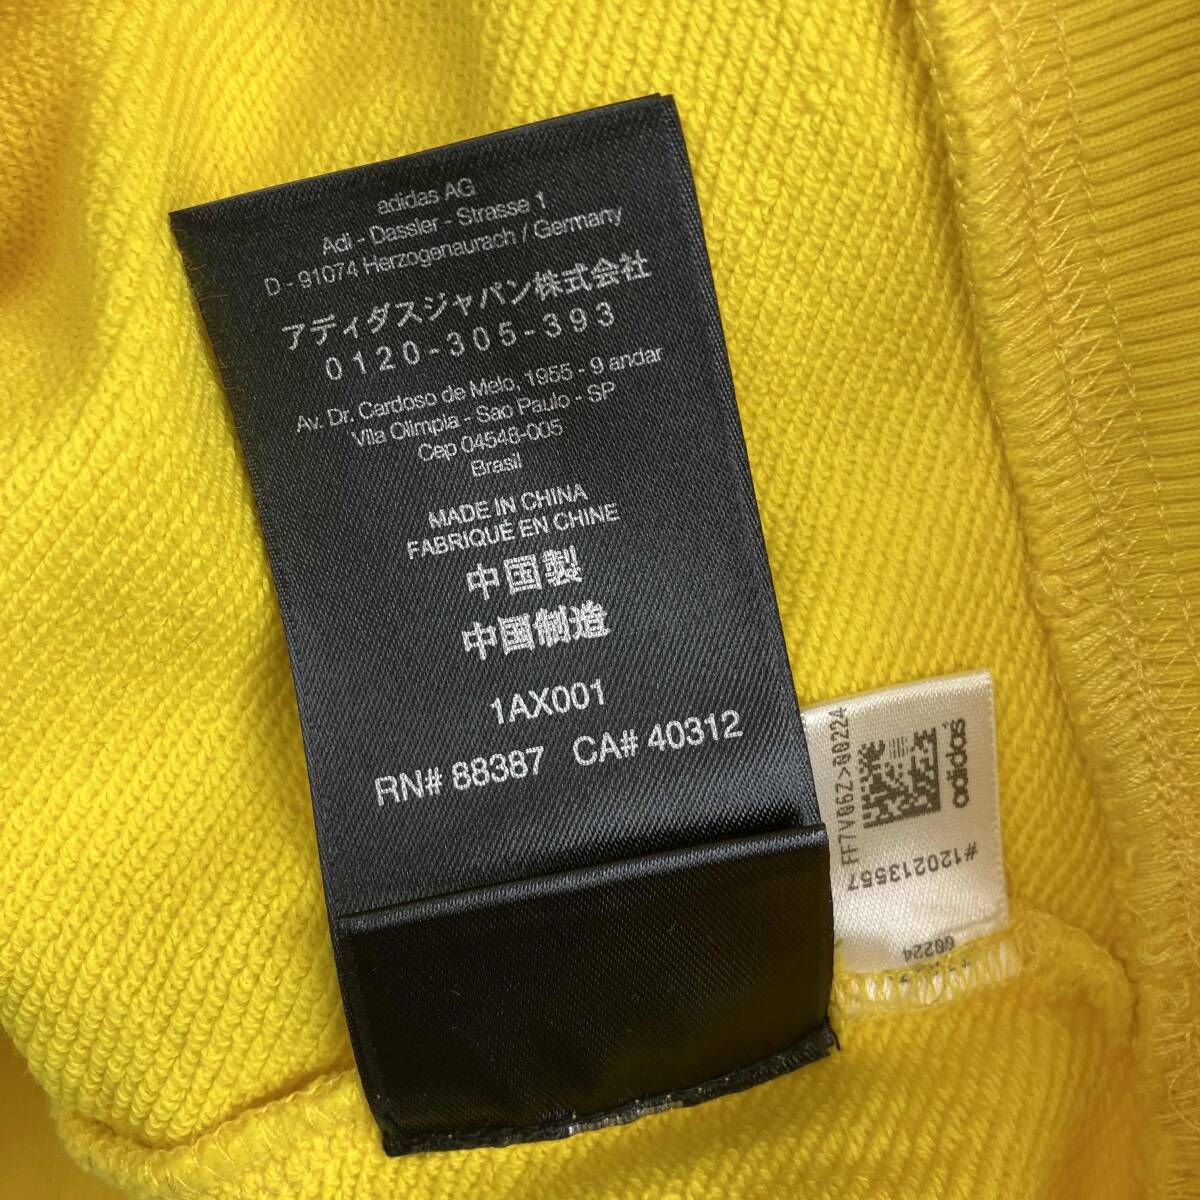 adidas AG
Adi - Dassler - Strasse 1
D - 91074 Herzogenaurach / Germany
アディダスジャパン株式会社
0120-305-393
Av. Dr. Cardoso de Melo, 1955 - 9 andar
Vila Olimpia - Sao Paulo - SP
Cep 04548-005
Brasil
MADE IN CHINA
FABRIQUÉ EN CHINE
中国製
中国制造
1AX001
RN# 88387 CA# 40312
adidas
FF7V06Z>00224
#120213557
00224